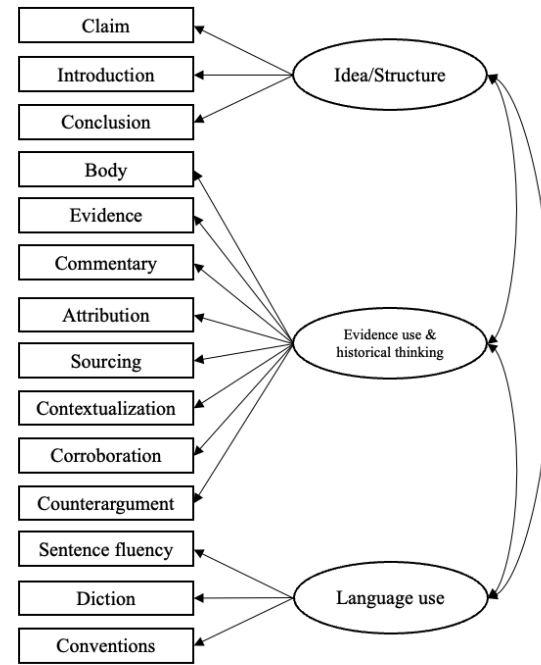 Claim
Introduction
Conclusion
Body
Evidence
Commentary
Attribution
Sourcing
Contextualization
Corroboration
Counterargument
Sentence fluency
Diction
Conventions
Idea/Structure
Evidence use &
historical thinking
Language use